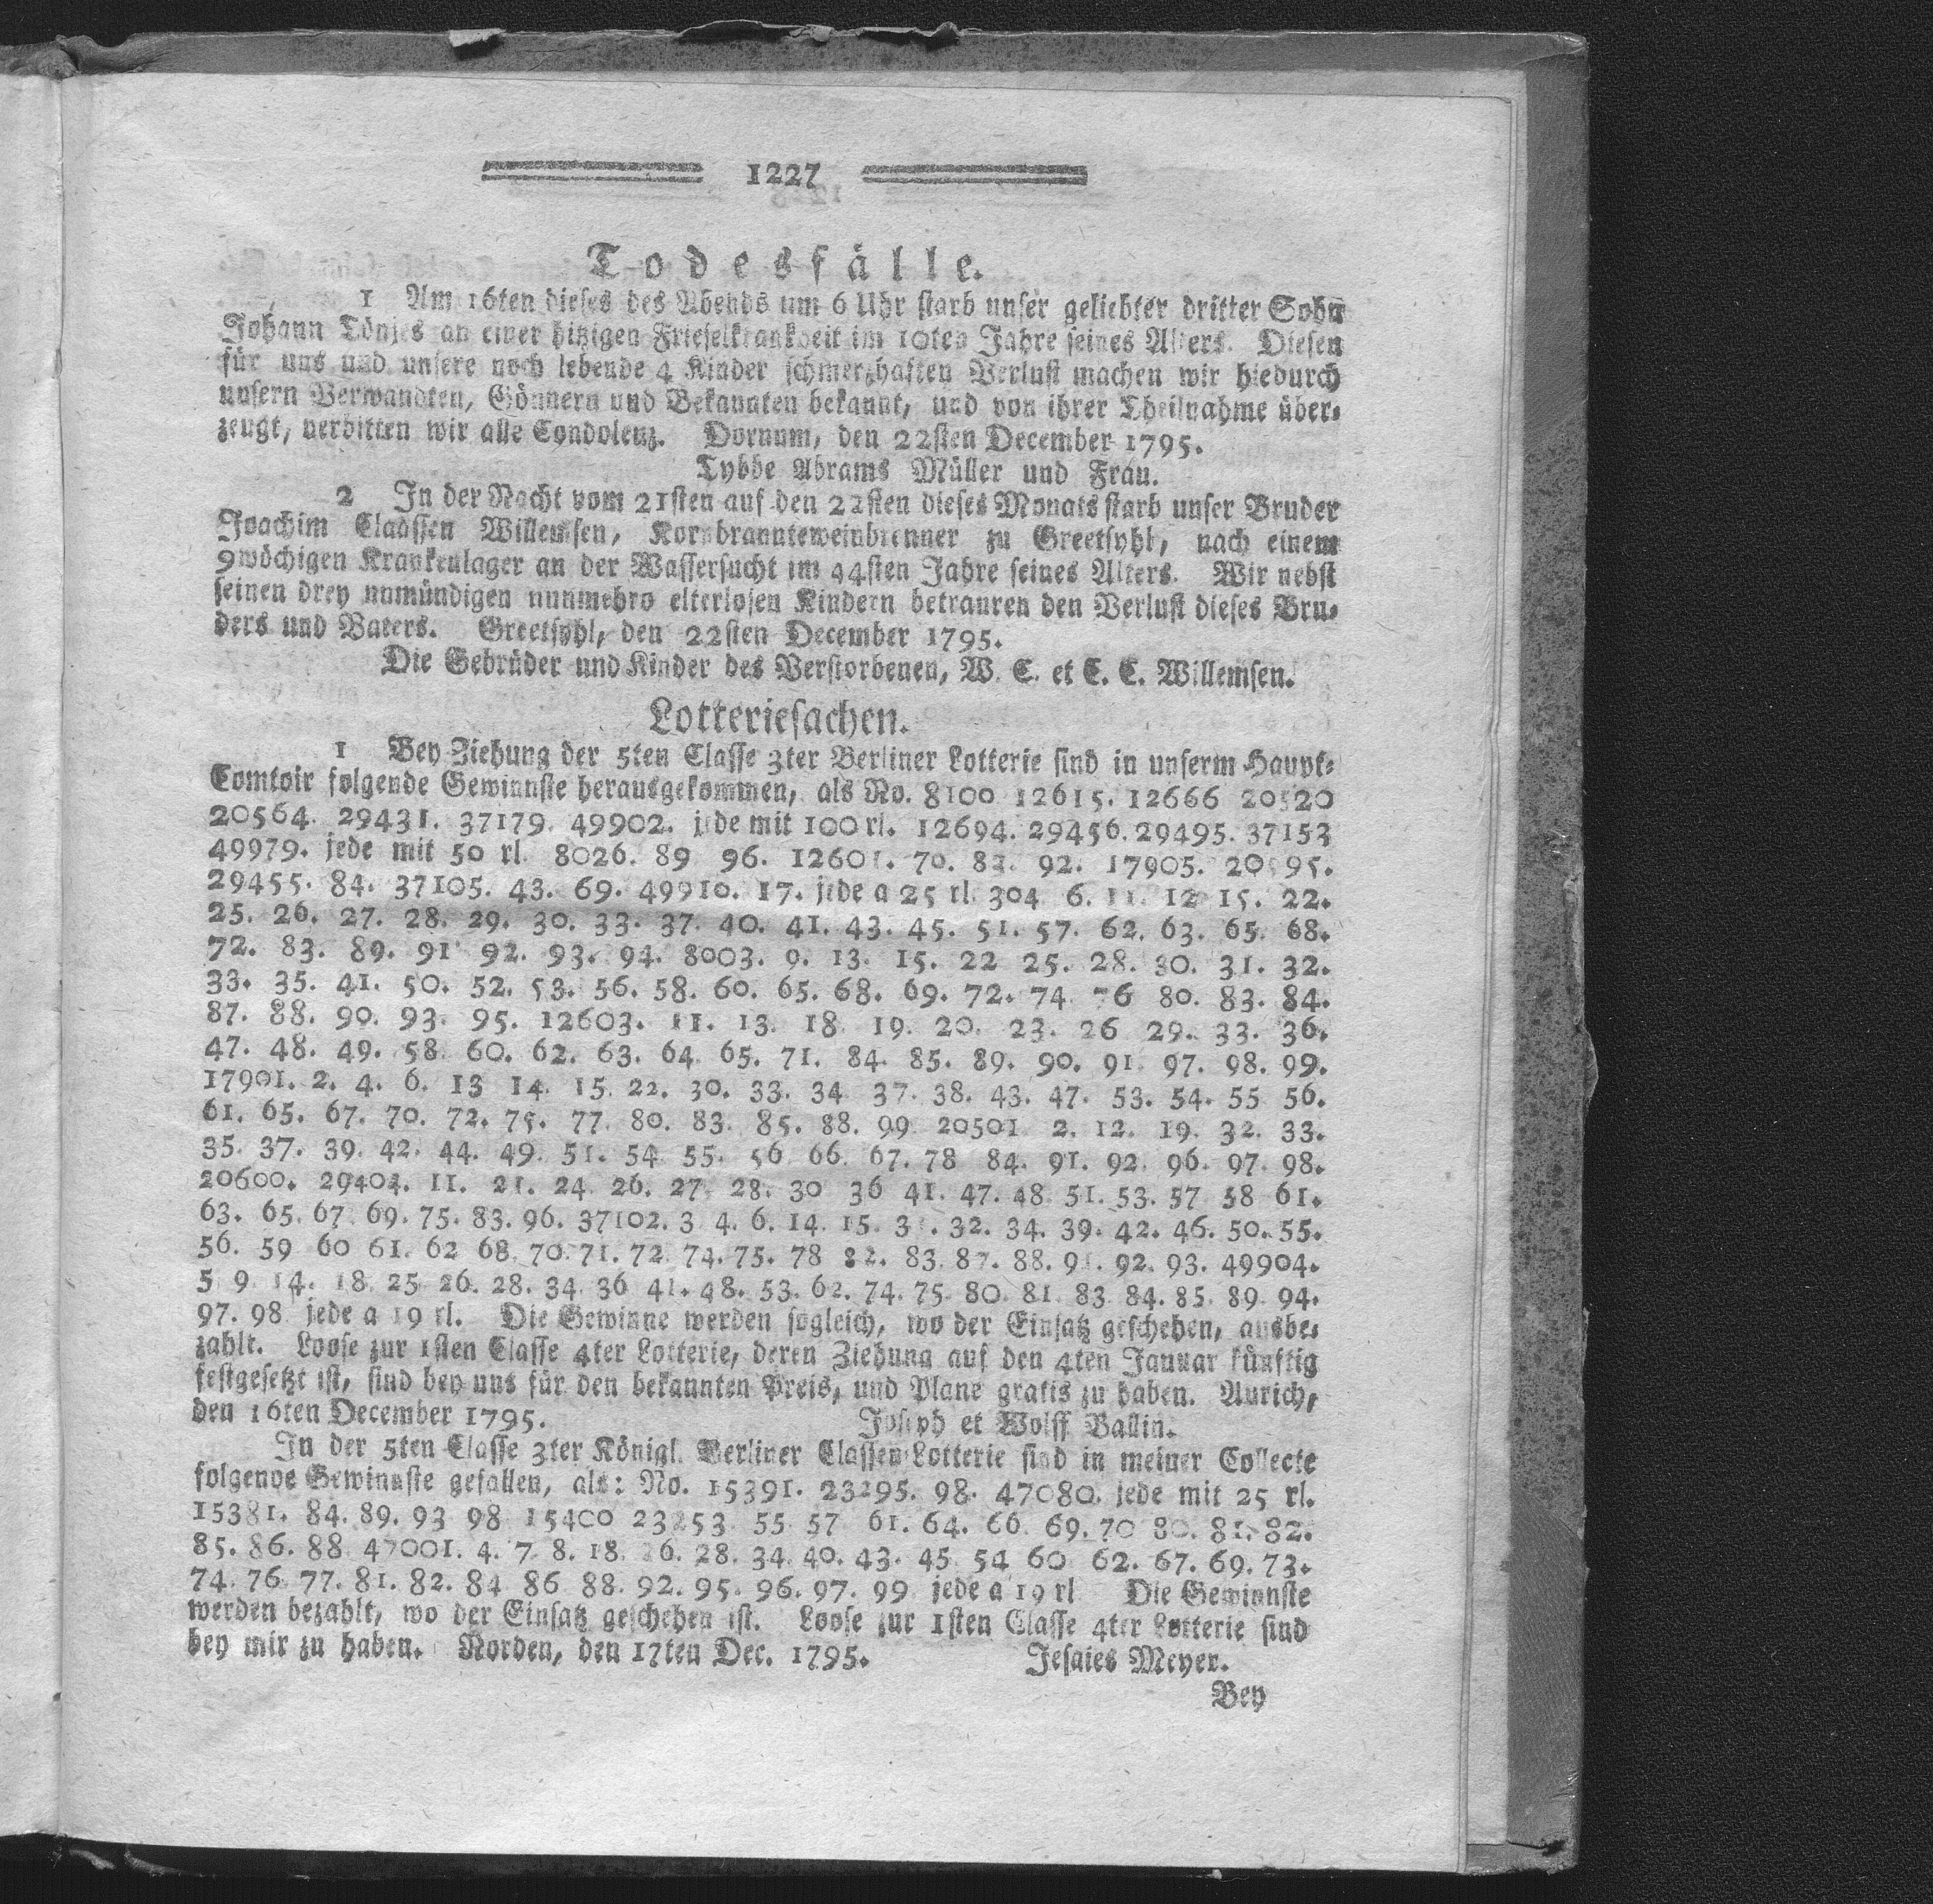 1227
Todesfälle.
1 Am 16ten dieses des Abends um 6 Uhr starb unser geliebter dritter Sohn
Johann Tönjes an einer hitzigen Frieselkrankheit im 10ten Jahre seines Alters. Diesen
für uns und unsere noch lebende 4 Kinder schmerzhaften Verlust machen wir hiedurch
unsern Verwandten, Gönnern und Bekannten bekannt, und von ihrer Theilnahme über-
zeugt, verbitten wir alle Condolenz. Dornum, den 22sten December 1795.
Tybbe Abrams Müller und Frau.
2 In der Nacht vom 21sten auf den 22sten dieses Monats starb unser Bruder
Joachim Claassen Willemsen, Kornbrannteweinbrenner zu Greetsyhl, nach einem
9wöchigen Krankenlager an der Wassersucht im 44sten Jahre seines Alters. Wir nebst
seinen drey unmündigen nunmehro elterlosen Kindern betrauren den Verlust dieses Bru-
ders und Vaters. Greetsyhl, den 22sten December 1795.
Die Gebrüder und Kinder des Verstorbenen, W. C. et C. C. Willemsen.
Lotteriesachen.
1 Bey Ziehung der 5ten Classe 3ter Berliner Lotterie sind in unserm Haupt-
Comtoir folgende Gewinnste herausgekommen, als No. 8100 12615. 12666 20520
20564. 29431. 37179. 49902. jede mit 100 rl. 12694. 29456. 29495. 37153
49979. jede mit 50 rl. 8026. 89 96. 12601. 70. 82. 92. 17905. 20595.
29455. 84. 37105. 43. 69. 49910. 17. jede a 25 rl. 304 6. 11. 12 15. 22.
25. 26. 27. 28. 29. 30. 33. 37. 40. 41. 43. 45. 51. 57. 62. 63. 65. 68.
72. 83. 89. 91 92. 93. 94. 8003. 9. 13. 15. 22 25. 28. 30. 31. 32.
33. 35. 41. 50. 52. 53. 56. 58. 60. 65. 68. 69. 72. 74 76 80. 83. 84.
87. 88. 90. 93. 95. 12603. 11. 13. 18 19. 20. 23. 26 29. 33. 36.
47. 48. 49. 58. 60. 62. 63. 64. 65. 71. 84. 85. 89. 90. 91. 97. 98. 99.
17901. 2. 4. 6. 13 14. 15. 22. 30. 33. 34 37. 38. 43. 47. 53. 54. 55 56.
61. 65. 67. 70. 72. 75. 77. 80. 83. 85. 88. 99 20501 2. 12. 19. 32. 33.
35. 37. 39. 42. 44. 49. 51. 54 55. 56 66. 67. 78 84. 91. 92. 96. 97. 98.
20600. 29404. 11. 21. 24. 26. 27. 28. 30 36 41. 47. 48. 51. 53. 57 58 61.
63. 65. 67 69. 75. 83. 96. 37102. 3 4. 6. 14. 15. 32. 34. 39. 42. 46. 50. 55.
56. 59 60 61. 62 68. 70. 71. 72. 74. 75. 78 82. 83. 87. 88. 91. 92. 93. 49904.
5 9. 14. 18. 25 26. 28. 34. 36 41. 48. 53. 62. 74. 75. 80. 81. 83 84. 85. 89. 94.
97. 98 jede a 19 rl. Die Gewinne werden sogleich, wo der Einsatz geschehen, ausbe-
zahlt. Loose zur 1sten Classe 4ter Lotterie, deren Ziehung auf den 4ten Januar künftig
festgesetzt ist, sind bey uns für den bekannten Preis, und Plane gratis zu haben. Aurich,
den 16ten December 1795. Joseph et Wolff Ballin.
In der 5ten Classe 3ter Königl. Berliner Classen-Lotterie sind in meiner Collecte
folgende Gewinnste gefallen, als: No. 15391. 23295. 98. 47080. jede mit 25 rl.
15381. 84. 89. 93 98 15400 23253 55 57 61. 64. 66. 69. 70 80. 81. 82.
85. 86. 88 47001. 4. 7. 8. 18. 28. 34. 40. 43. 45. 54 60 62. 67. 69. 73.
74. 76. 77. 81. 82. 84 86 88. 92. 95. 96. 97. 99 jede a 19 rl Die Gewinnste
werden bezahlt, wo der Einsatz geschehen ist. Loose zur 1sten Classe 4ter Lotterie sind
bey mir zu haben. Norden, den 17ten Dec. 1795. Jesaies Meyer.
Bey